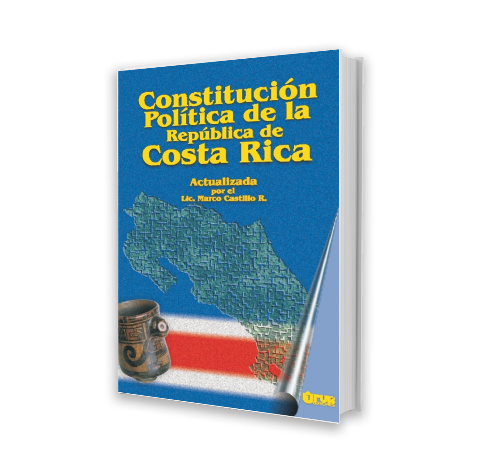 Constitución
Política de la
República de
Costa Rica
Actualizada
por el
Lic. Marco Castillo R.